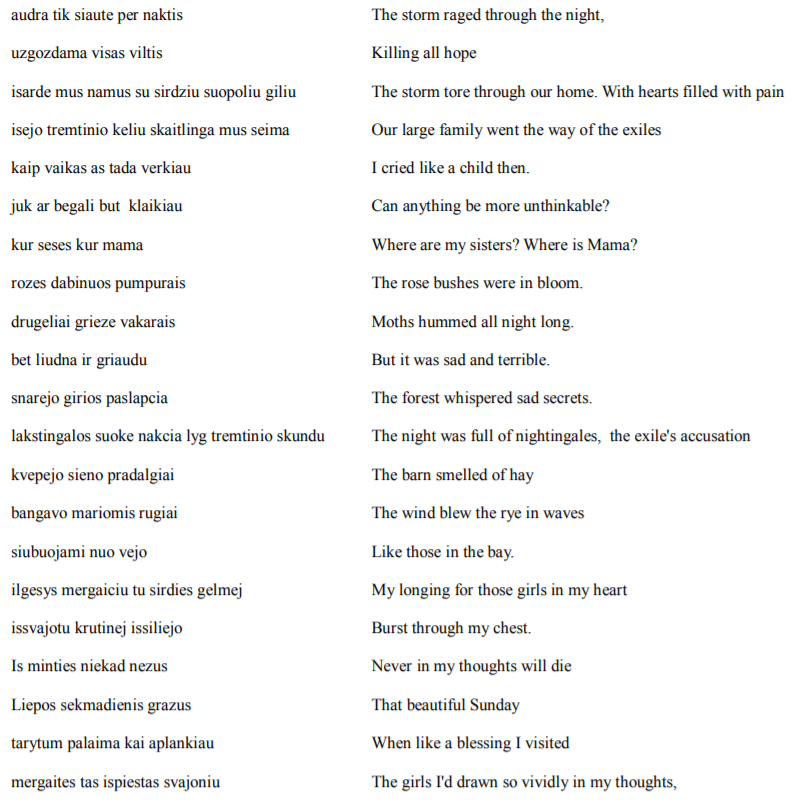 audra tik siaute per naktis The storm raged through the night,
uzgozdama visas viltis Killing all hope
isarde mus namus su sirdziu suopoliu giliu The storm tore through our home. With hearts filled with pain
isejo tremtinio keliu skaitlinga mus seima Our large family went the way of the exiles
kaip vaikas as tada verkiau I cried like a child then.
juk ar begali but klaikiau Can anything be more unthinkable?
kur seses kur mama Where are my sisters? Where is Mama?
rozes dabinuos pumpurais The rose bushes were in bloom.
drugeliai grieze vakarais Moths hummed all night long.
bet liudna ir griaudu But it was sad and terrible.
snarejo girios paslapcia The forest whispered sad secrets.
lakstingalos suoke nakcia lyg tremtinio skundu The night was full of nightingales, the exile's accusation
kvepejo sieno pradalgiai The barn smelled of hay
bangavo mariomis rugiai The wind blew the rye in waves
siubuojami nuo vejo Like those in the bay.
ilgesys mergaiciu tu sirdies gelmej My longing for those girls in my heart
issvajotu krutinej issiliejo Burst through my chest.
Is minties niekad nezus Never in my thoughts will die
Liepos sekmadienis grazus That beautiful Sunday
tarytum palaima kai aplankiau When like a blessing I visited
mergaites tas ispiestas svajoniu The girls I'd drawn so vividly in my thoughts,